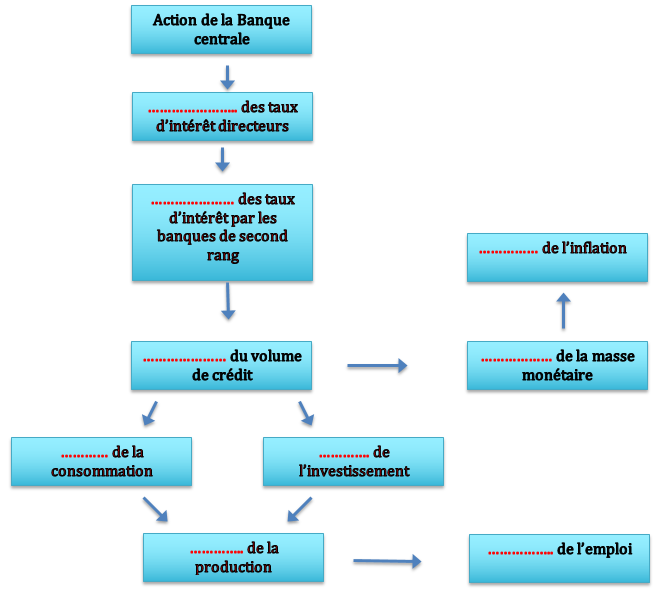 Action de la Banque
centrale
…………………… des taux
d'intérêt directeurs
………………… des taux
d'intérêt par les
banques de second
rang
…………… de l'inflation
………………… du volume
de crédit
……………… de la masse
monétaire
………… de la
consommation
…………. de
l'investissement
………….. de la
production
…………….. de l'emploi